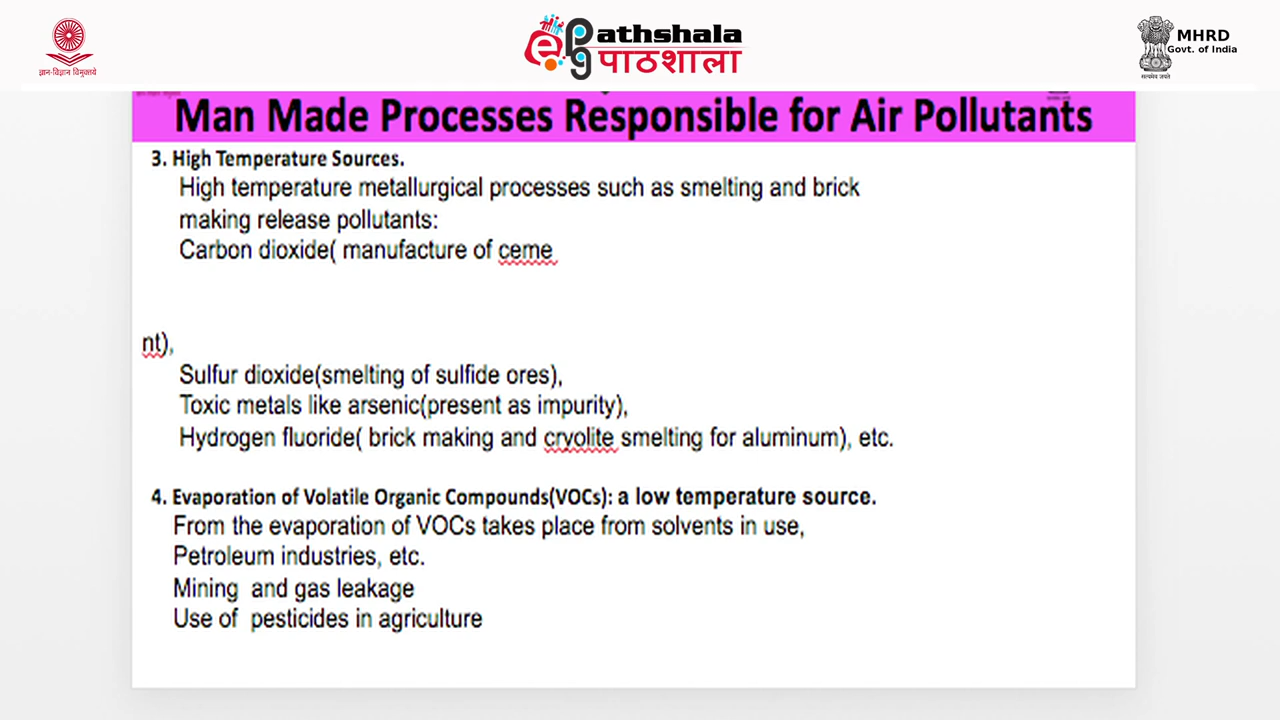 ज्ञान-विज्ञान विमुक्तये
ePathshala
पाठशाला
MHRD
Govt. of India
सत्यमेव जयते
Man Made Processes Responsible for Air Pollutants
3. High Temperature Sources.
High temperature metallurgical processes such as smelting and brick
making release pollutants:
Carbon dioxide( manufacture of ceme
nt),
Sulfur dioxide(smelting of sulfide ores),
Toxic metals like arsenic(present as impurity),
Hydrogen fluoride( brick making and cryolite smelting for aluminum), etc.
4. Evaporation of Volatile Organic Compounds(VOCs): a low temperature source.
From the evaporation of VOCs takes place from solvents in use,
Petroleum industries, etc.
Mining and gas leakage
Use of pesticides in agriculture